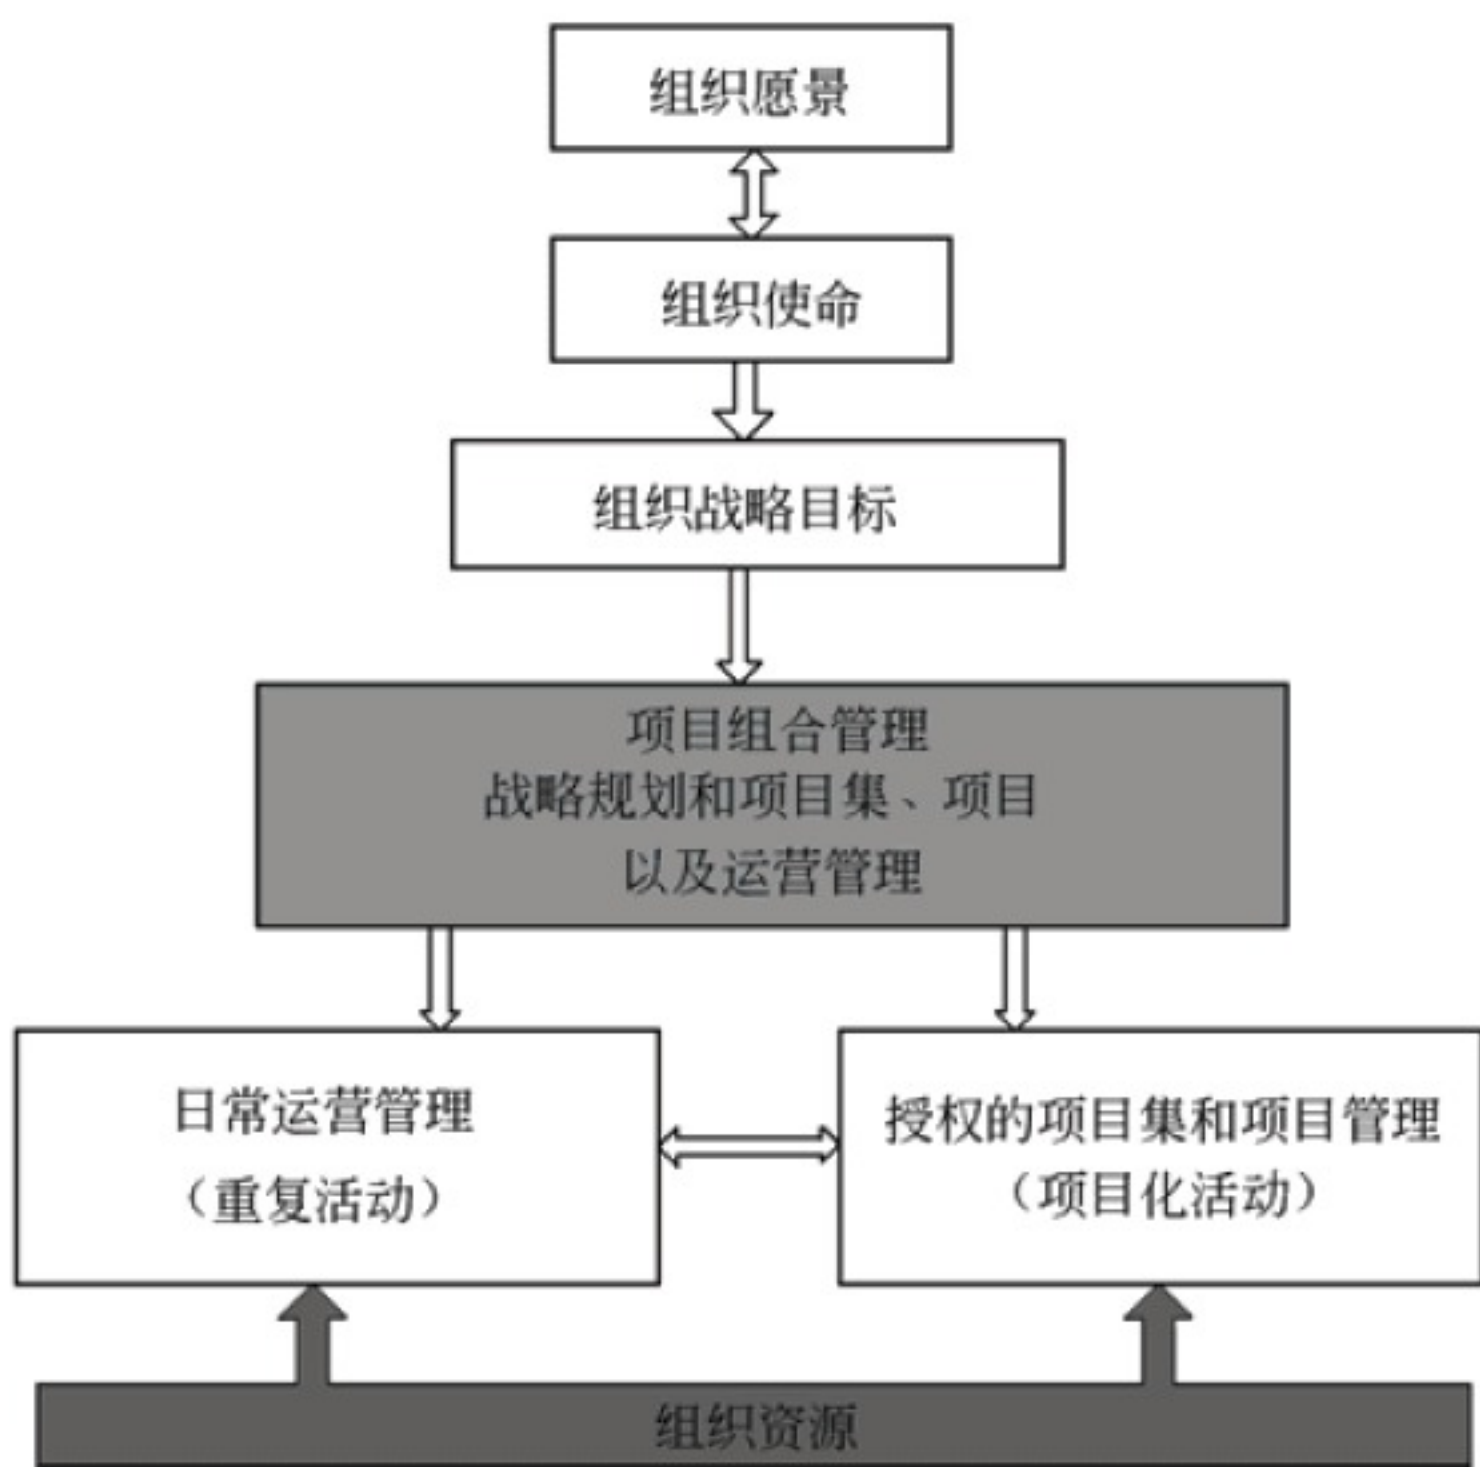 组织愿景
组织使命
组织战略目标
项目组合管理
战略规划和项目集、项目
以及运营管理
日常运营管理
（重复活动）
授权的项目集和项目管理
（项目化活动）
组织资源